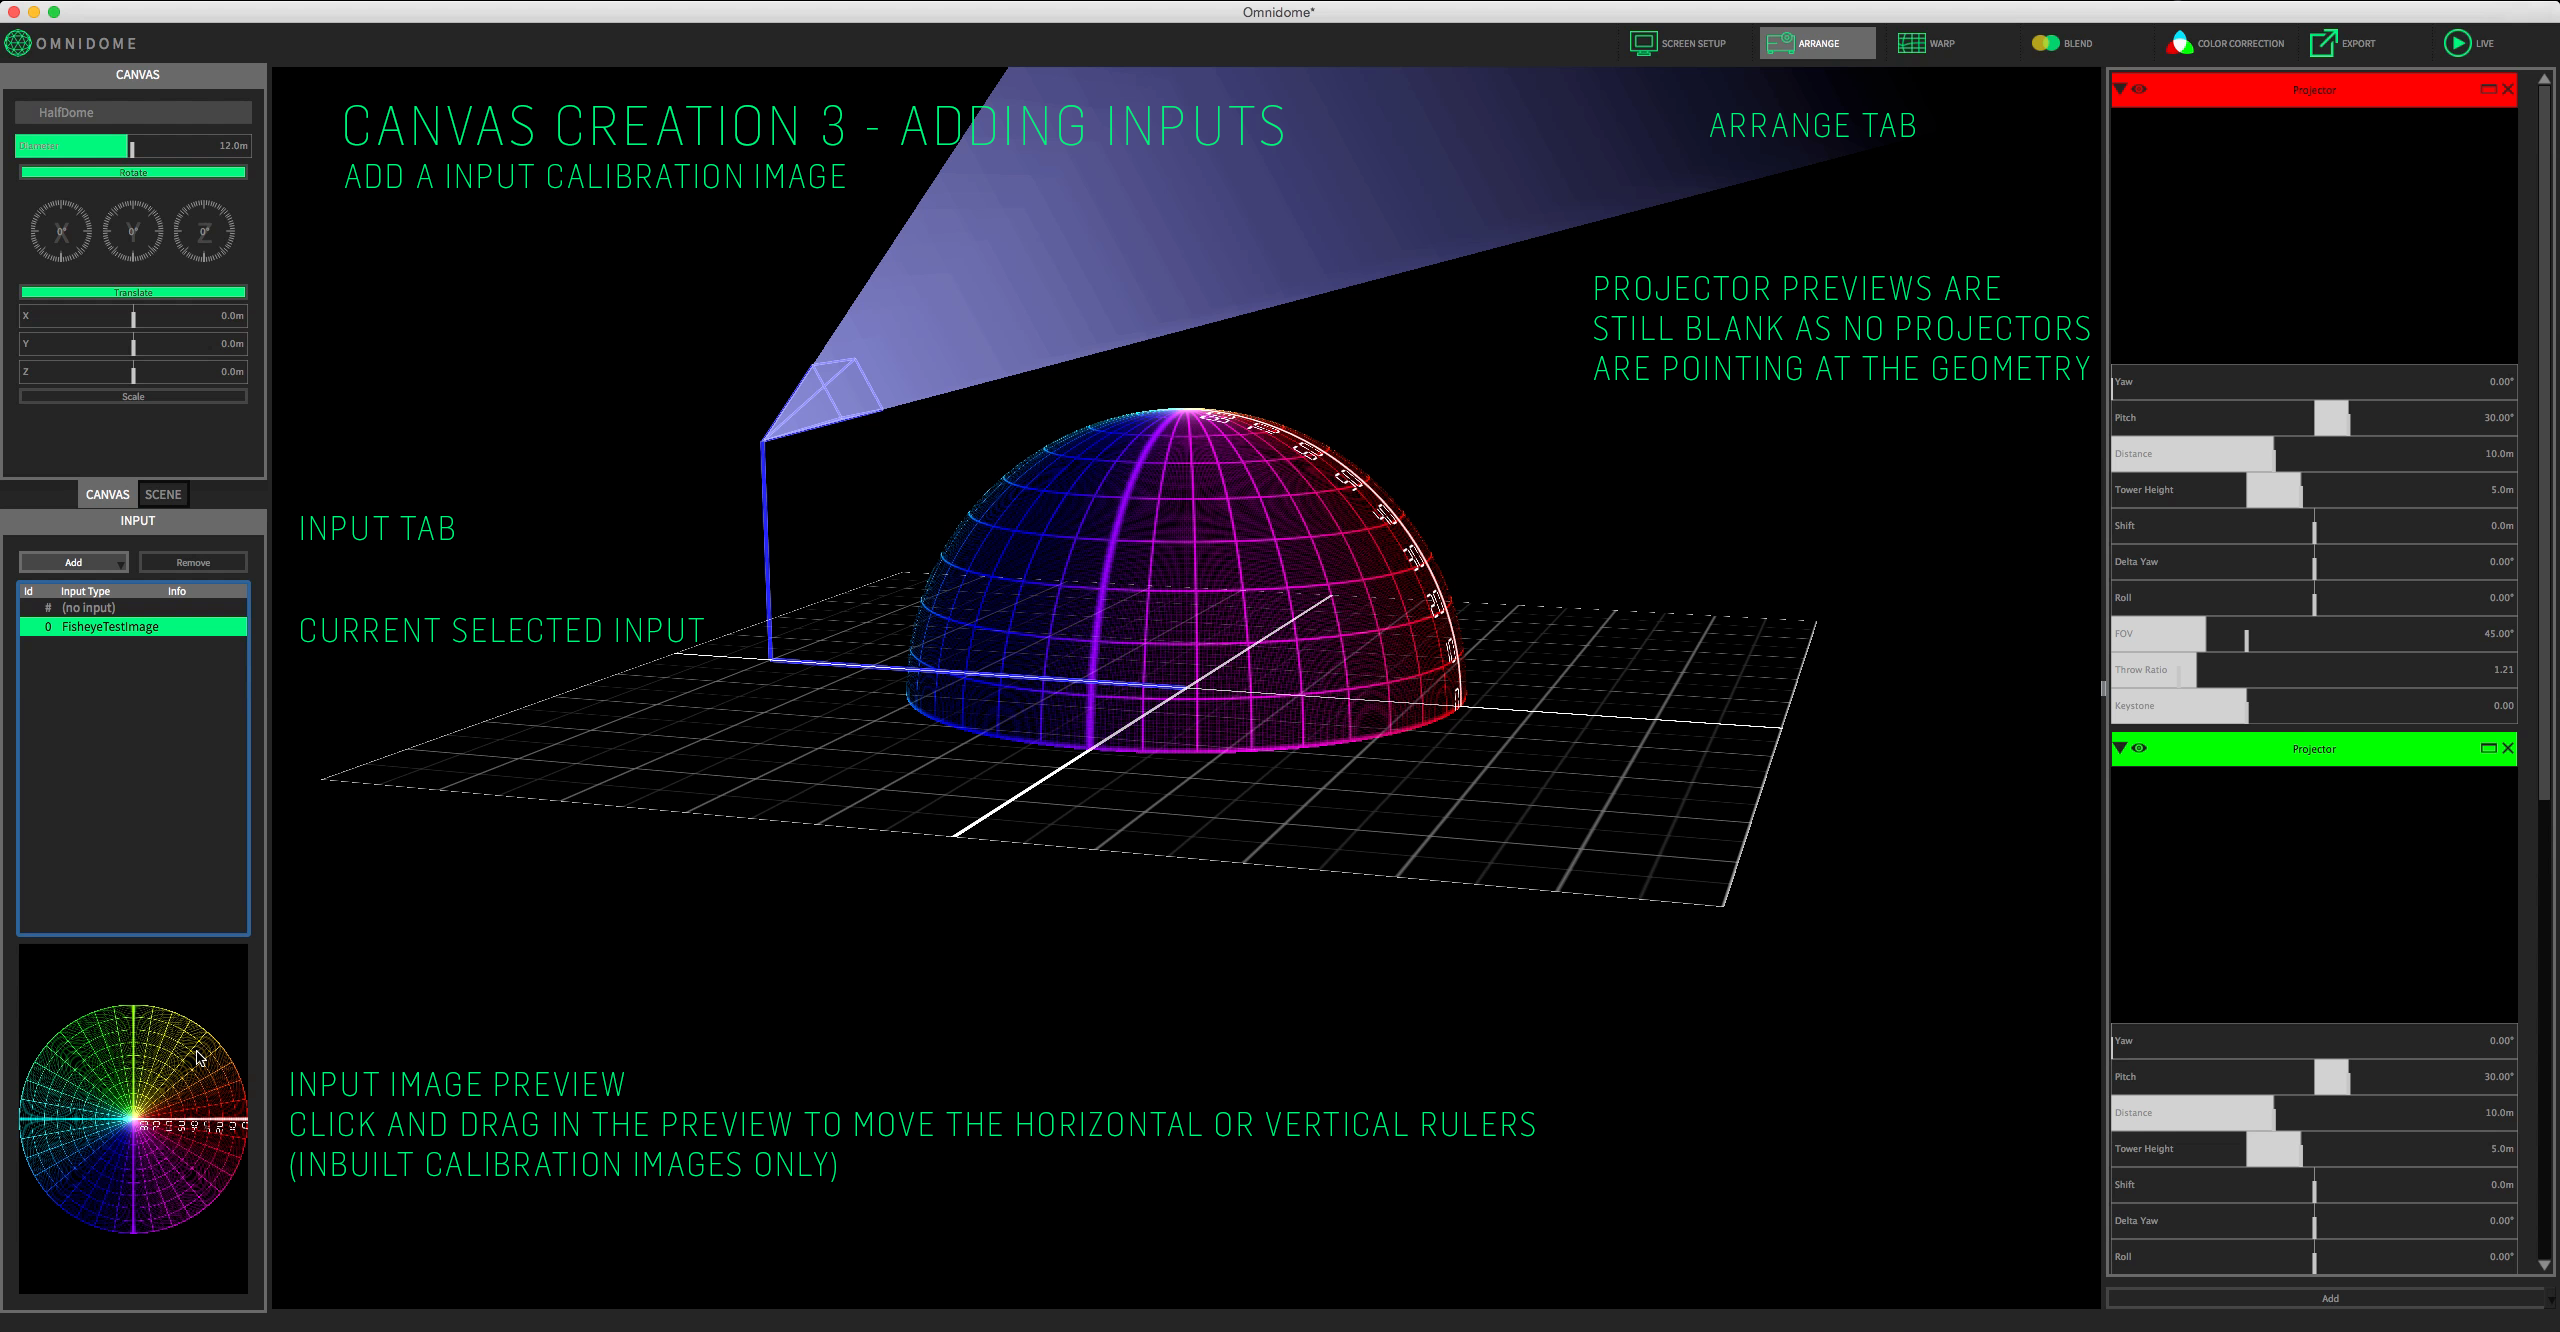 Omnidome*
OMNIDOME
SCREEN SETUP
ARRANGE
WARP
BLEND
COLOR CORRECTION
EXPORT
LIVE
CANVAS
HalfDome
Diameter 12.0m
Rotate
X 0° Y 0° Z 0°
Translate
X 0.0m
Y 0.0m
Z 0.0m
Scale
CANVAS SCENE
INPUT
Add Remove
Id Input Type Info
# (no input)
0 FisheyeTestImage
CANVAS CREATION 3 - ADDING INPUTS
ADD A INPUT CALIBRATION IMAGE
ARRANGE TAB
PROJECTOR PREVIEWS ARE
STILL BLANK AS NO PROJECTORS
ARE POINTING AT THE GEOMETRY
INPUT TAB
CURRENT SELECTED INPUT
INPUT IMAGE PREVIEW
CLICK AND DRAG IN THE PREVIEW TO MOVE THE HORIZONTAL OR VERTICAL RULERS
(INBUILT CALIBRATION IMAGES ONLY)
Projector
Yaw 0.00°
Pitch 30.00°
Distance 10.0m
Tower Height 5.0m
Shift 0.0m
Delta Yaw 0.00°
Roll 0.00°
FOV 45.00°
Throw Ratio 1.21
Keystone 0.00
Projector
Yaw 0.00°
Pitch 30.00°
Distance 10.0m
Tower Height 5.0m
Shift 0.0m
Delta Yaw 0.00°
Roll 0.00°
Add